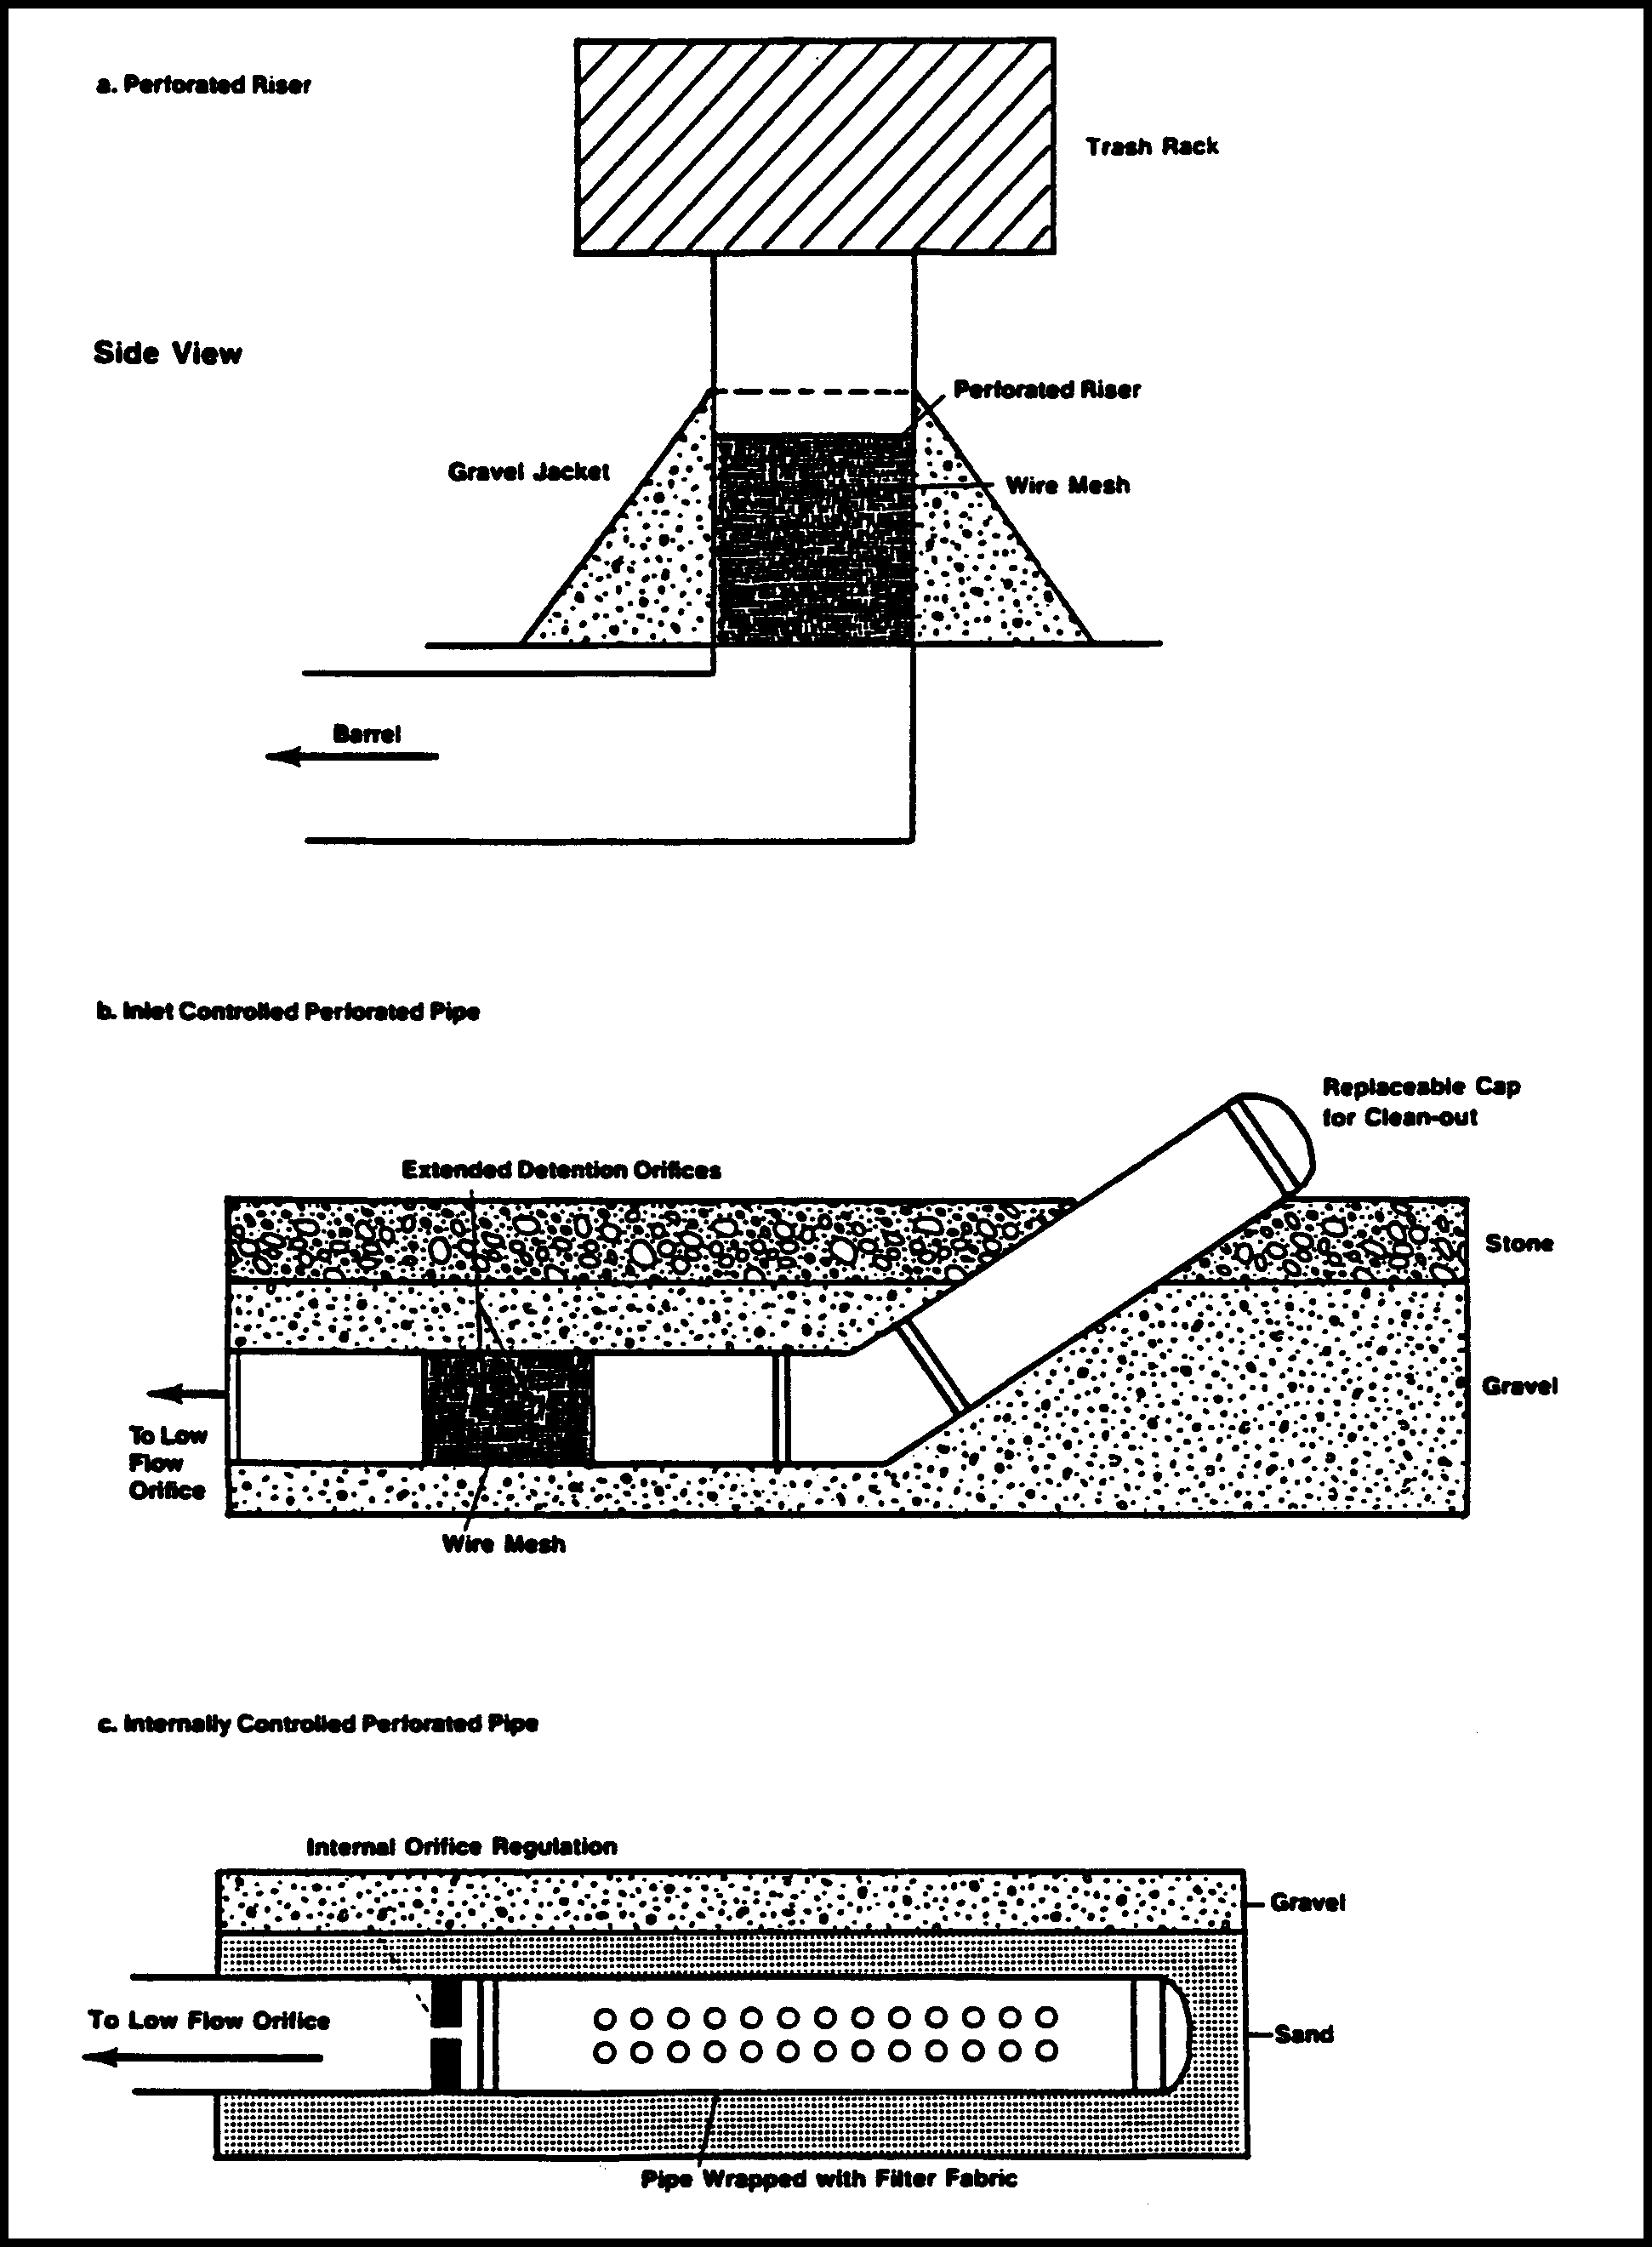 a. Perforated Riser
Trash Rack
Side View
Perforated Riser
Gravel Jacket
Wire Mesh
Barrel
b. Inlet Controlled Perforated Pipe
Replaceable Cap
for Clean-out
Extended Detention Orifices
Stone
Gravel
To Low
Flow
Orifice
Wire Mesh
c. Internally Controlled Perforated Pipe
Internal Orifice Regulation
Gravel
To Low Flow Orifice
Sand
Pipe Wrapped with Filter Fabric